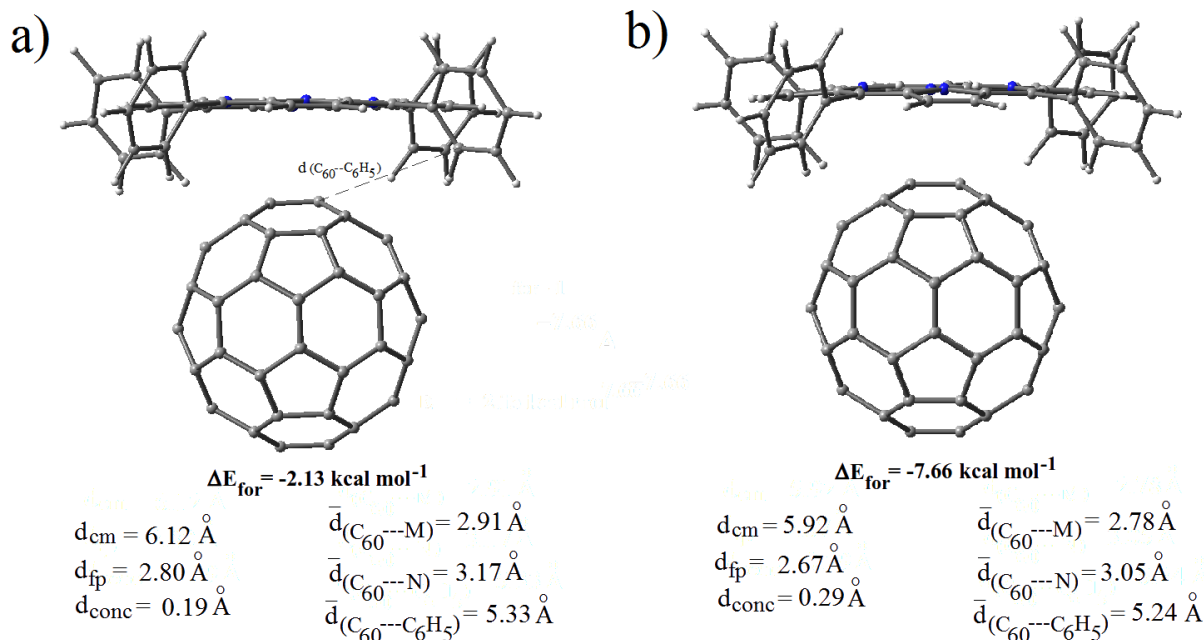 a)
b)
d (C60--C6H5)
ΔEfor= -2.13 kcal mol-1
dcm = 6.12 Å
dfp = 2.80 Å
dconc = 0.19 Å
d̄(C60---M)= 2.91 Å
d̄(C60---N)= 3.17 Å
d̄(C60---C6H5)= 5.33 Å
ΔEfor= -7.66 kcal mol-1
dcm = 5.92 Å
dfp = 2.67 Å
dconc = 0.29 Å
d̄(C60---M)= 2.78 Å
d̄(C60---N)= 3.05 Å
d̄(C60---C6H5)= 5.24 Å